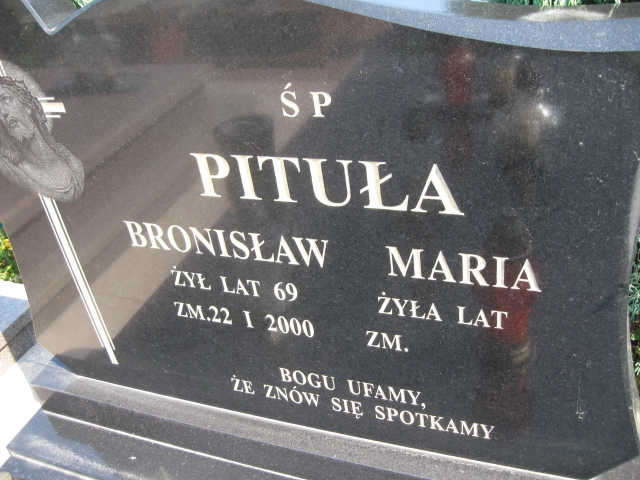 ŚP
PITUŁA
BRONISŁAW MARIA
ŻYŁ LAT 69 ŻYŁA LAT
ZM.22 I 2000 ZM.
BOGU UFAMY,
ŻE ZNÓW SIĘ SPOTKAMY